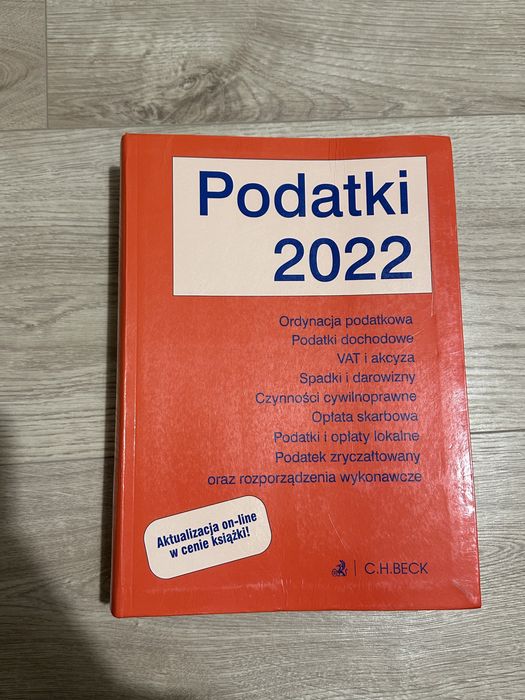 Podatki
2022
Ordynacja podatkowa
Podatki dochodowe
VAT i akcyza
Spadki i darowizny
Czynności cywilnoprawne
Opłata skarbowa
Podatki i opłaty lokalne
Podatek zryczałtowany
oraz rozporządzenia wykonawcze
Aktualizacja on-line
w cenie książki!
C.H.BECK